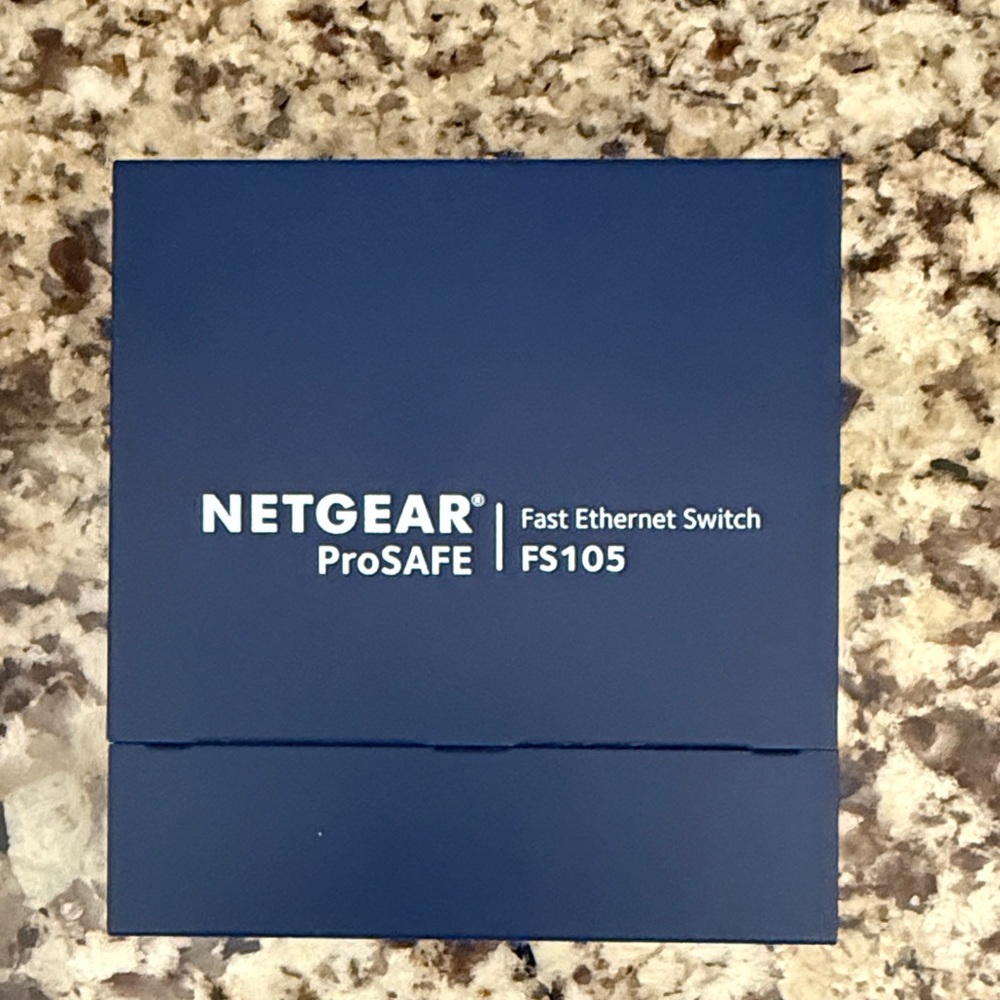 NETGEAR®
ProSAFE
Fast Ethernet Switch
FS105